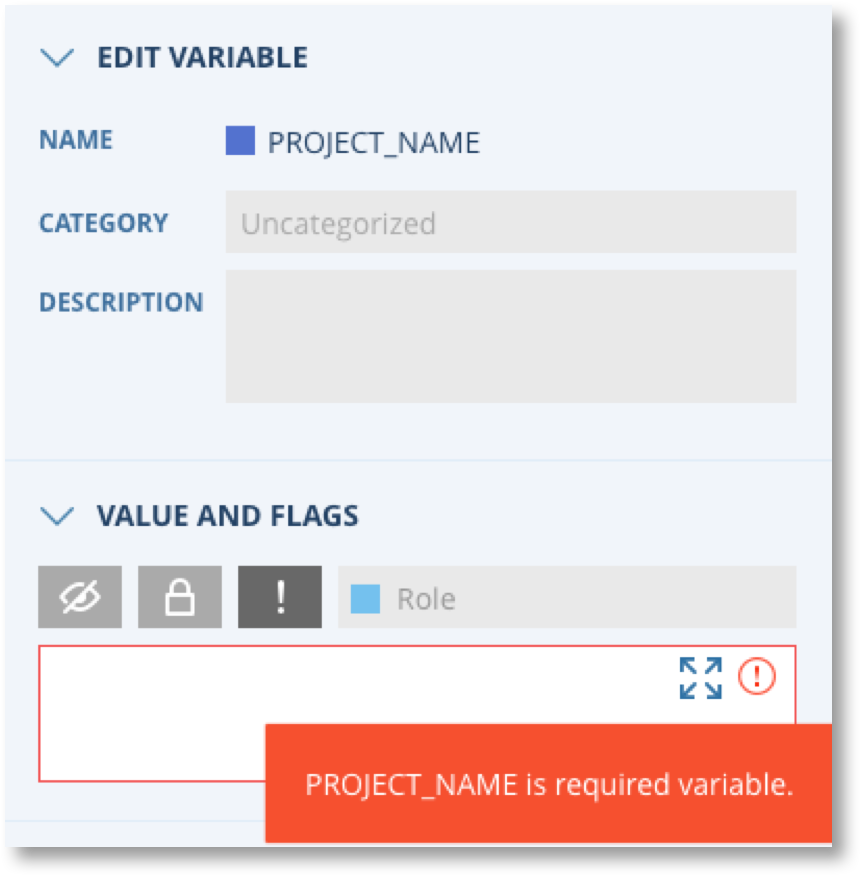 EDIT VARIABLE
NAME PROJECT_NAME
CATEGORY Uncategorized
DESCRIPTION
VALUE AND FLAGS
! Role
!
PROJECT_NAME is required variable.